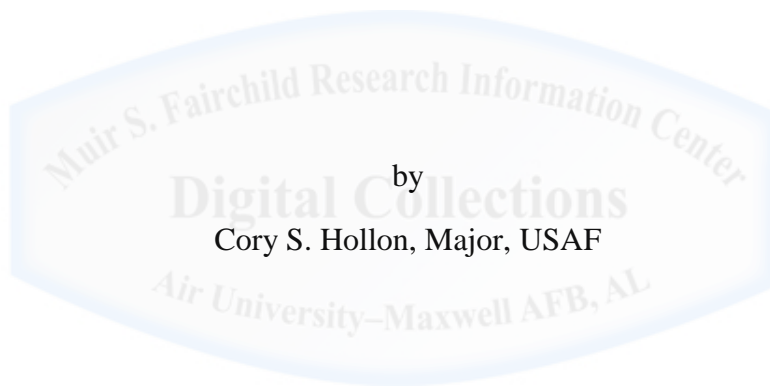 Muir S. Fairchild Research Information Center
by
Digital Collections
Cory S. Hollon, Major, USAF
Air University–Maxwell AFB, AL